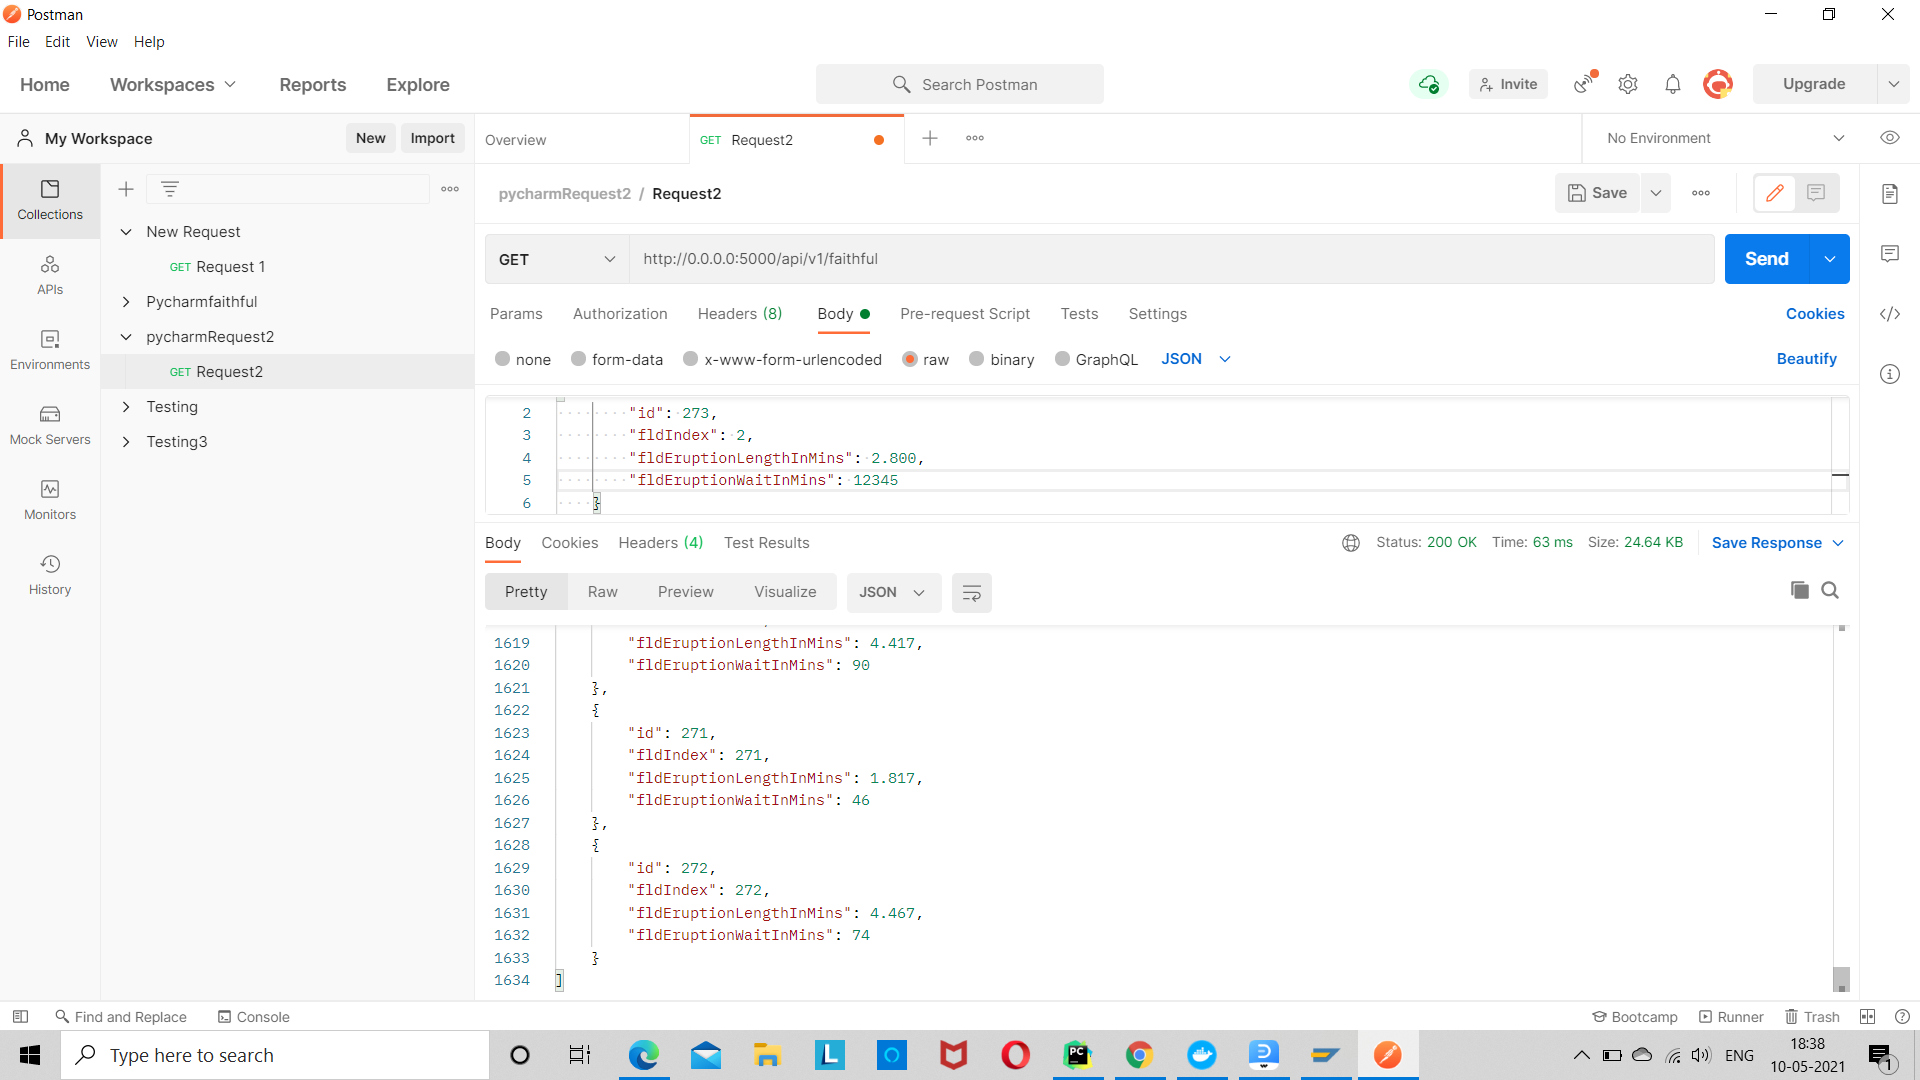 Postman
File Edit View Help
Home Workspaces Reports Explore
Search Postman
Invite
Upgrade
My Workspace
New Import
Overview
GET Request2
No Environment
Collections
APIs
Environments
Mock Servers
Monitors
History
New Request
GET Request 1
Pycharmfaithful
pycharmRequest2
GET Request2
Testing
Testing3
pycharmRequest2 / Request2
Save
GET http://0.0.0.0:5000/api/v1/faithful
Send
Params Authorization Headers (8) Body Pre-request Script Tests Settings
Cookies
none form-data x-www-form-urlencoded raw binary GraphQL JSON
Beautify
2 "id": 273,
3 "fldIndex": 2,
4 "fldEruptionLengthInMins": 2.800,
5 "fldEruptionWaitInMins": 12345
6 }
Body Cookies Headers (4) Test Results
Status: 200 OK Time: 63 ms Size: 24.64 KB
Save Response
Pretty Raw Preview Visualize JSON
1619 "fldEruptionLengthInMins": 4.417,
1620 "fldEruptionWaitInMins": 90
1621 },
1622 {
1623 "id": 271,
1624 "fldIndex": 271,
1625 "fldEruptionLengthInMins": 1.817,
1626 "fldEruptionWaitInMins": 46
1627 },
1628 {
1629 "id": 272,
1630 "fldIndex": 272,
1631 "fldEruptionLengthInMins": 4.467,
1632 "fldEruptionWaitInMins": 74
1633 }
1634 ]
Find and Replace Console
Bootcamp Runner Trash
Type here to search
L
PC
ENG
18:38
10-05-2021
1